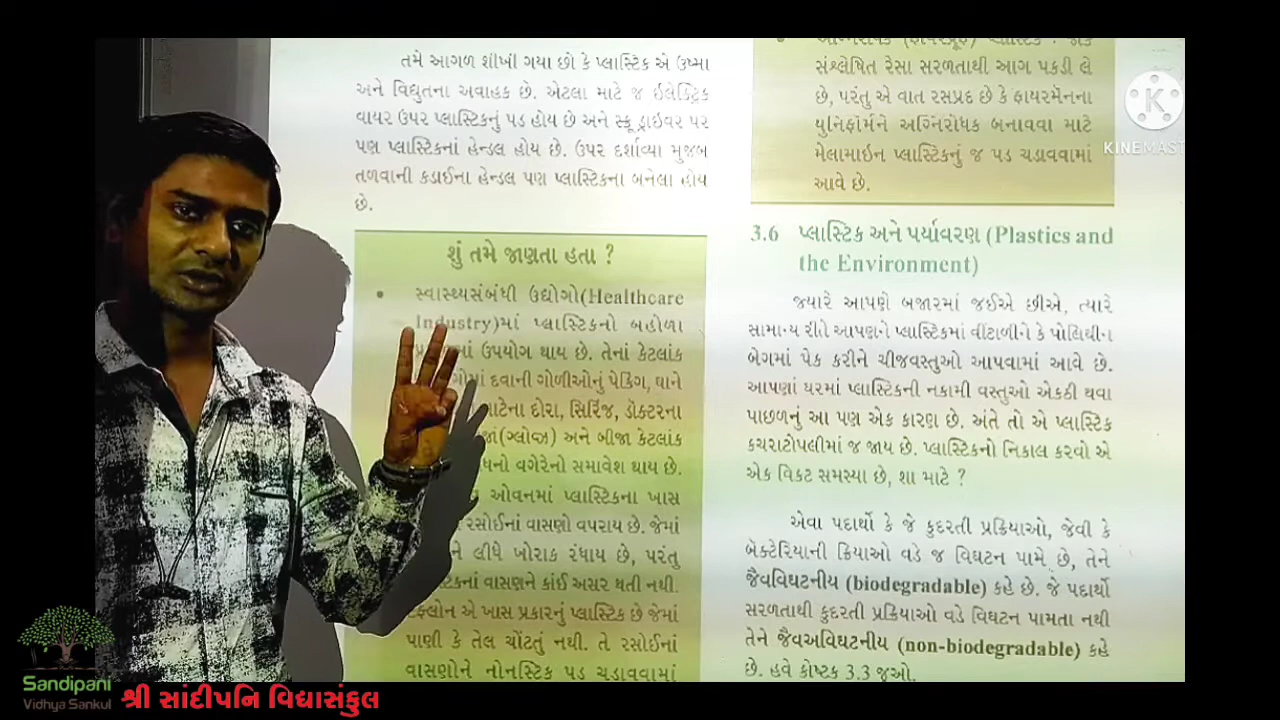 તમે આગળ શીખી ગયા છો કે પ્લાસ્ટિક એ ઉષ્મા
અને વિદ્યુતના અવાહક છે. એટલા માટે જ ઈલેક્ટ્રિક
વાયર ઉપર પ્લાસ્ટિકનું પડ હોય છે અને સ્ક્રૂ ડ્રાઇવર પર
પણ પ્લાસ્ટિકનાં હેન્ડલ હોય છે. ઉપર દર્શાવ્યા મુજબ
તળવાની કડાઈના હેન્ડલ પણ પ્લાસ્ટિકના બનેલા હોય
છે.
શું તમે જાણતા હતા ?
• સ્વાસ્થ્યસંબંધી ઉદ્યોગો(Healthcare
Industry)માં પ્લાસ્ટિકનો બહોળા
ઉપયોગ થાય છે. તેનાં કેટલાંક
દવાની ગોળીઓનું પેકિંગ, ઘાને
માટેના દોરા, સિરિંજ, ડૉક્ટરના
(ગ્લોવ્ઝ) અને બીજા કેટલાંક
વગેરેનો સમાવેશ થાય છે.
ઓવનમાં પ્લાસ્ટિકના ખાસ
રસોઈનાં વાસણો વપરાય છે. જેમાં
લીધે ખોરાક રંધાય છે, પરંતુ
વાસણને કાંઈ અસર થતી નથી.
ટેફ્લોન એ ખાસ પ્રકારનું પ્લાસ્ટિક છે જેમાં
પાણી કે તેલ ચોંટતું નથી. તે રસોઈનાં
વાસણોને નોનસ્ટિક પડ ચડાવવામાં
સંશ્લેષિત રેસા સરળતાથી આગ પકડી લે
છે, પરંતુ એ વાત રસપ્રદ છે કે ફાયરમૅનના
યુનિફૉર્મને અગ્નિરોધક બનાવવા માટે
મેલામાઇન પ્લાસ્ટિકનું જ પડ ચડાવવામાં
આવે છે.
3.6 પ્લાસ્ટિક અને પર્યાવરણ (Plastics and
the Environment)
જ્યારે આપણે બજારમાં જઈએ છીએ, ત્યારે
સામાન્ય રીતે આપણને પ્લાસ્ટિકમાં વીંટાળીને કે પોલિથીન
બેગમાં પેક કરીને ચીજવસ્તુઓ આપવામાં આવે છે.
આપણાં ઘરમાં પ્લાસ્ટિકની નકામી વસ્તુઓ એકઠી થવા
પાછળનું આ પણ એક કારણ છે. અંતે તો એ પ્લાસ્ટિક
કચરાટોપલીમાં જ જાય છે. પ્લાસ્ટિકનો નિકાલ કરવો એ
એક વિકટ સમસ્યા છે, શા માટે ?
એવા પદાર્થો કે જે કુદરતી પ્રક્રિયાઓ, જેવી કે
બૅક્ટેરિયાની ક્રિયાઓ વડે જ વિઘટન પામે છે, તેને
જૈવવિઘટનીય (biodegradable) કહે છે. જે પદાર્થો
સરળતાથી કુદરતી પ્રક્રિયાઓ વડે વિઘટન પામતા નથી
તેને જૈવઅવિઘટનીય (non-biodegradable) કહે
છે. હવે કોષ્ટક 3.3 જૂઓ.
K
KINEMAST
Sandipani
Vidhya Sankul
શ્રી સાંદીપનિ વિદ્યાસંકુલ